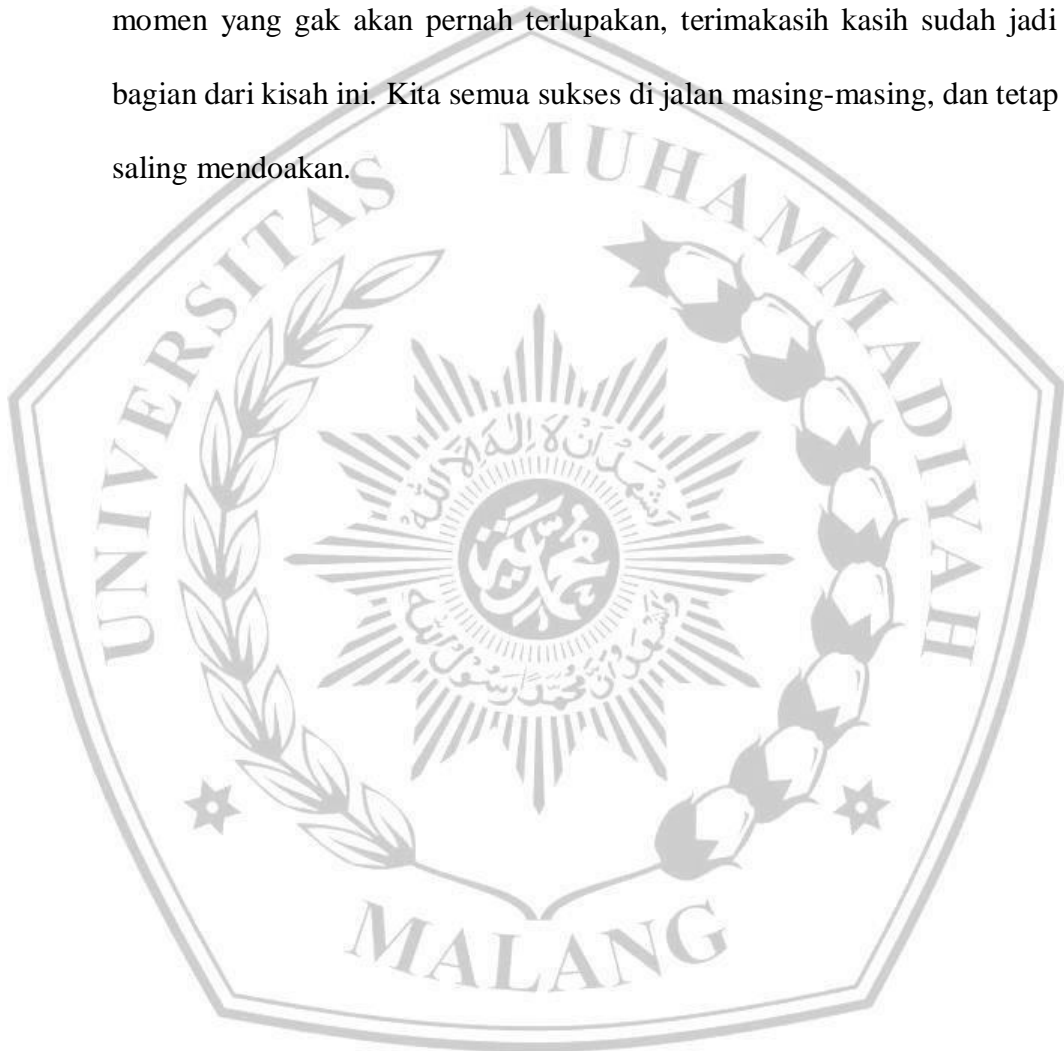 momen yang gak akan pernah terlupakan, terimakasih kasih sudah jadi
bagian dari kisah ini. Kita semua sukses di jalan masing-masing, dan tetap
saling mendoakan.
UNIVERSITAS MUHAMMADIYAH
MALANG